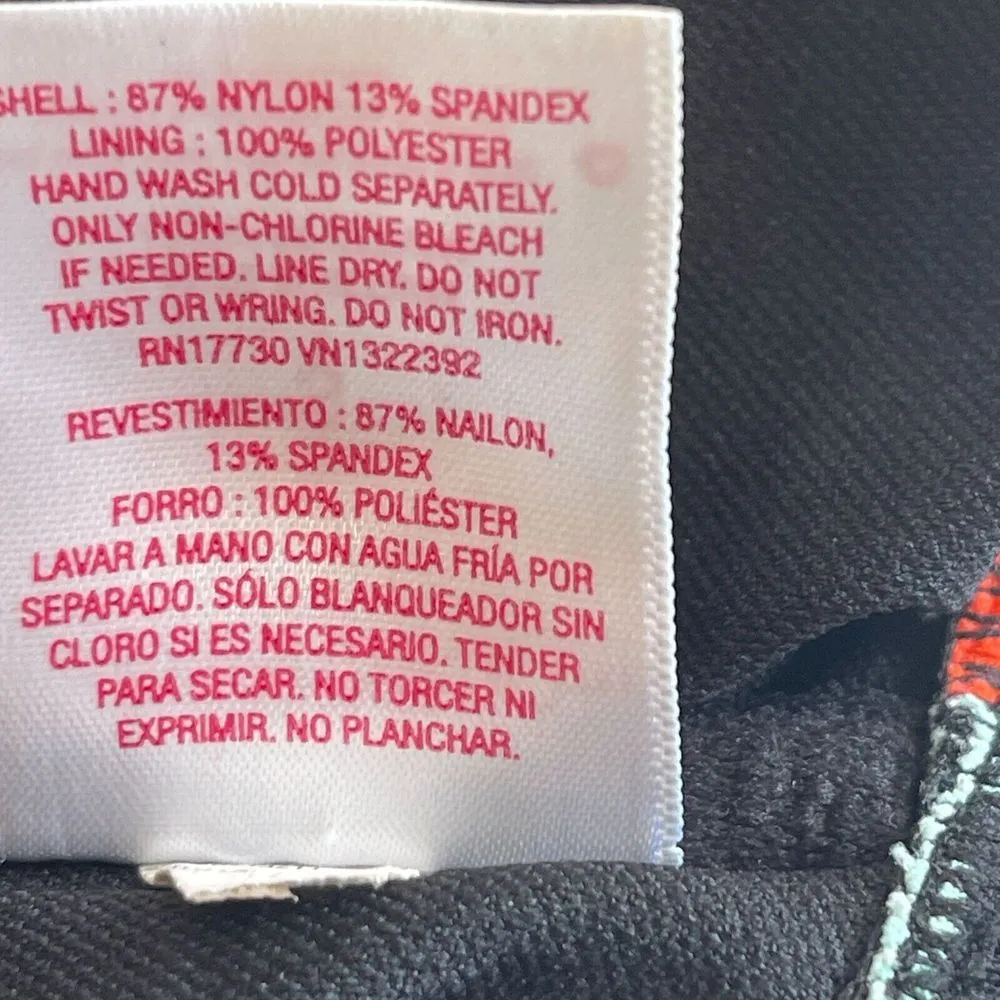 SHELL : 87% NYLON 13% SPANDEX
LINING : 100% POLYESTER
HAND WASH COLD SEPARATELY.
ONLY NON-CHLORINE BLEACH
IF NEEDED. LINE DRY. DO NOT
TWIST OR WRING. DO NOT IRON.
RN17730 VN1322392
REVESTIMIENTO : 87% NAILON,
13% SPANDEX
FORRO : 100% POLIÉSTER
LAVAR A MANO CON AGUA FRÍA POR
SEPARADO. SÓLO BLANQUEADOR SIN
CLORO SI ES NECESARIO. TENDER
PARA SECAR. NO TORCER NI
EXPRIMIR. NO PLANCHAR.